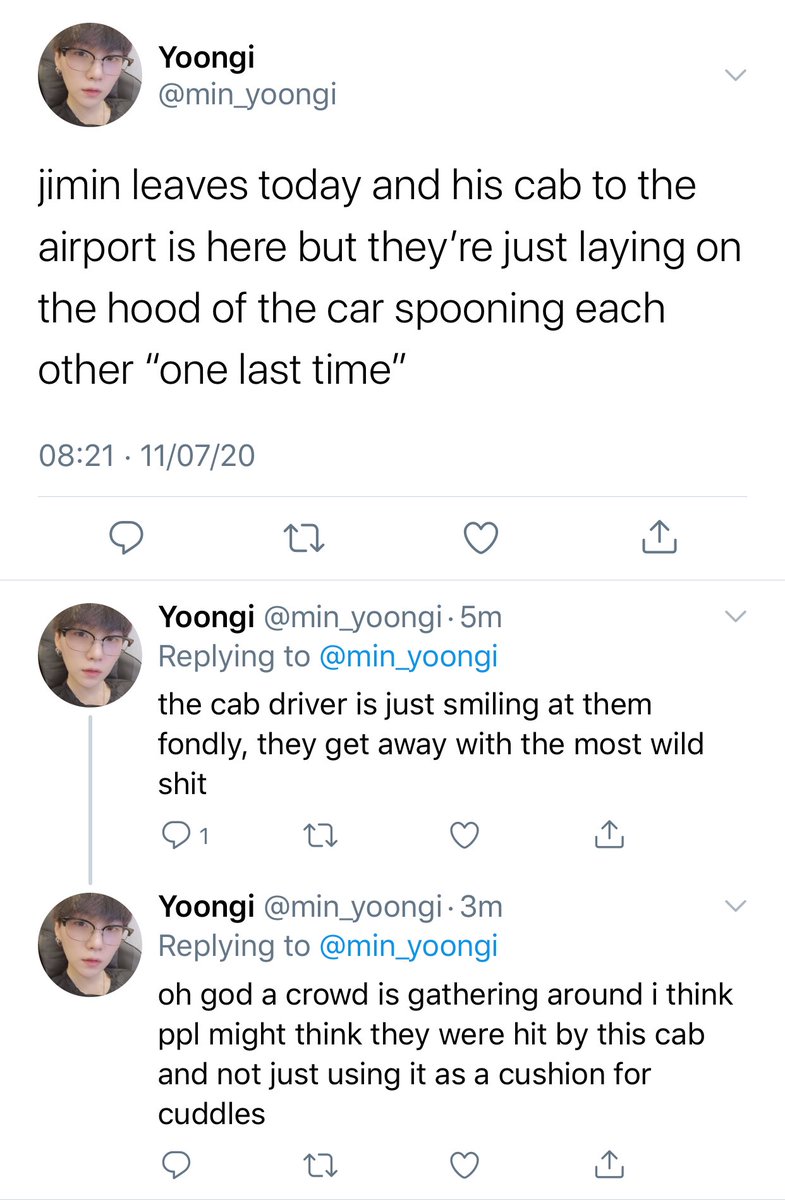 Yoongi
@min_yoongi
jimin leaves today and his cab to the
airport is here but they’re just laying on
the hood of the car spooning each
other “one last time”
08:21 · 11/07/20
Yoongi @min_yoongi · 5m
Replying to @min_yoongi
the cab driver is just smiling at them
fondly, they get away with the most wild
shit
1
Yoongi @min_yoongi · 3m
Replying to @min_yoongi
oh god a crowd is gathering around i think
ppl might think they were hit by this cab
and not just using it as a cushion for
cuddles